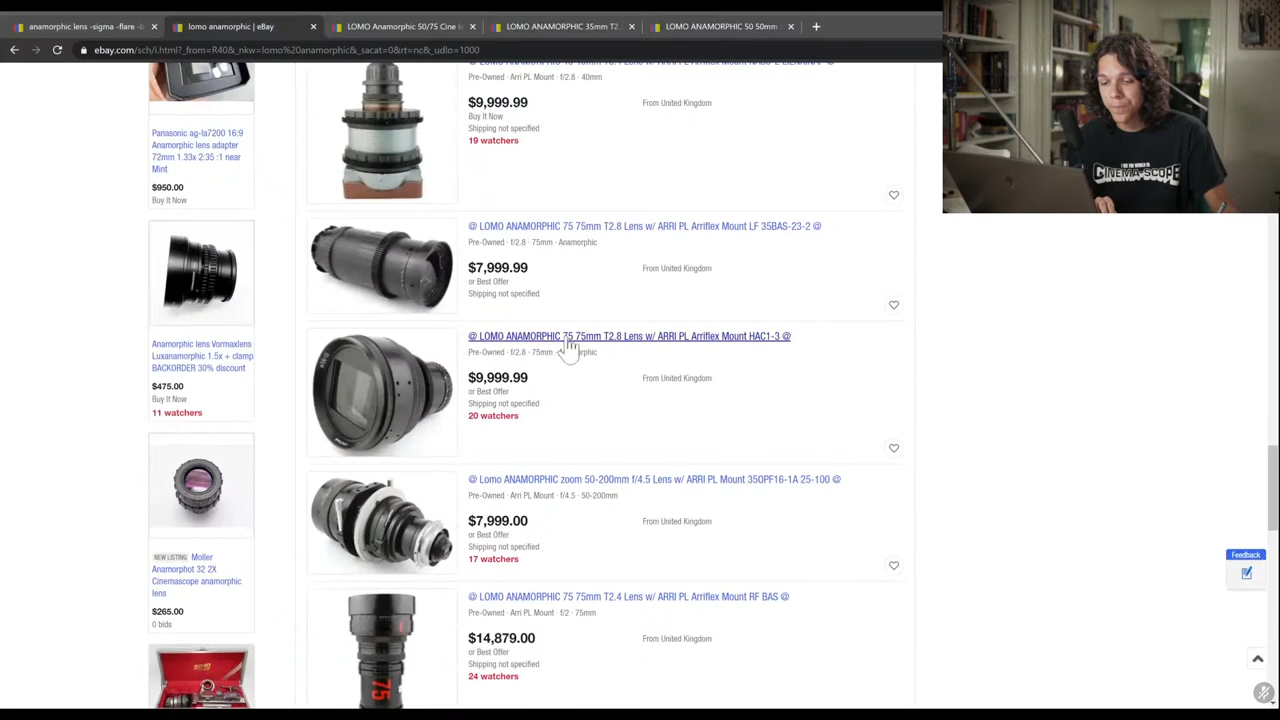 anamorphic lens -sigma -flare -b
lomo anamorphic | eBay
LOMO Anamorphic 50/75 Cine l
LOMO ANAMORPHIC 35mm T2.
LOMO ANAMORPHIC 50 50mm
ebay.com/sch/i.html?_from=R40&_nkw=lomo%20anamorphic&_sacat=0&rt=nc&_udlo=1000
Pre-Owned · Arri PL Mount · f/2.8 · 40mm
$9,999.99
From United Kingdom
Buy It Now
Shipping not specified
19 watchers
Panasonic ag-la7200 16:9
Anamorphic lens adapter
72mm 1.33x 2:35 :1 near
Mint
$950.00
Buy It Now
@ LOMO ANAMORPHIC 75 75mm T2.8 Lens w/ ARRI PL Arriflex Mount LF 35BAS-23-2 @
Pre-Owned · f/2.8 · 75mm · Anamorphic
$7,999.99
From United Kingdom
or Best Offer
Shipping not specified
Anamorphic lens Vormaxlens
Luxanamorphic 1.5x + clamp
BACKORDER 30% discount
$475.00
Buy It Now
11 watchers
@ LOMO ANAMORPHIC 75 75mm T2.8 Lens w/ ARRI PL Arriflex Mount HAC1-3 @
Pre-Owned · f/2.8 · 75mm
$9,999.99
From United Kingdom
or Best Offer
Shipping not specified
20 watchers
@ Lomo ANAMORPHIC zoom 50-200mm f/4.5 Lens w/ ARRI PL Mount 35OPF16-1A 25-100 @
Pre-Owned · Arri PL Mount · f/4.5 · 50-200mm
$7,999.00
From United Kingdom
or Best Offer
Shipping not specified
17 watchers
NEW LISTING Moller
Anamorphot 32 2X
Cinemascope anamorphic
lens
$265.00
0 bids
@ LOMO ANAMORPHIC 75 75mm T2.4 Lens w/ ARRI PL Arriflex Mount RF BAS @
Pre-Owned · Arri PL Mount · f/2 · 75mm
$14,879.00
From United Kingdom
or Best Offer
Shipping not specified
24 watchers
75
Feedback
CINEMA-SCOPE